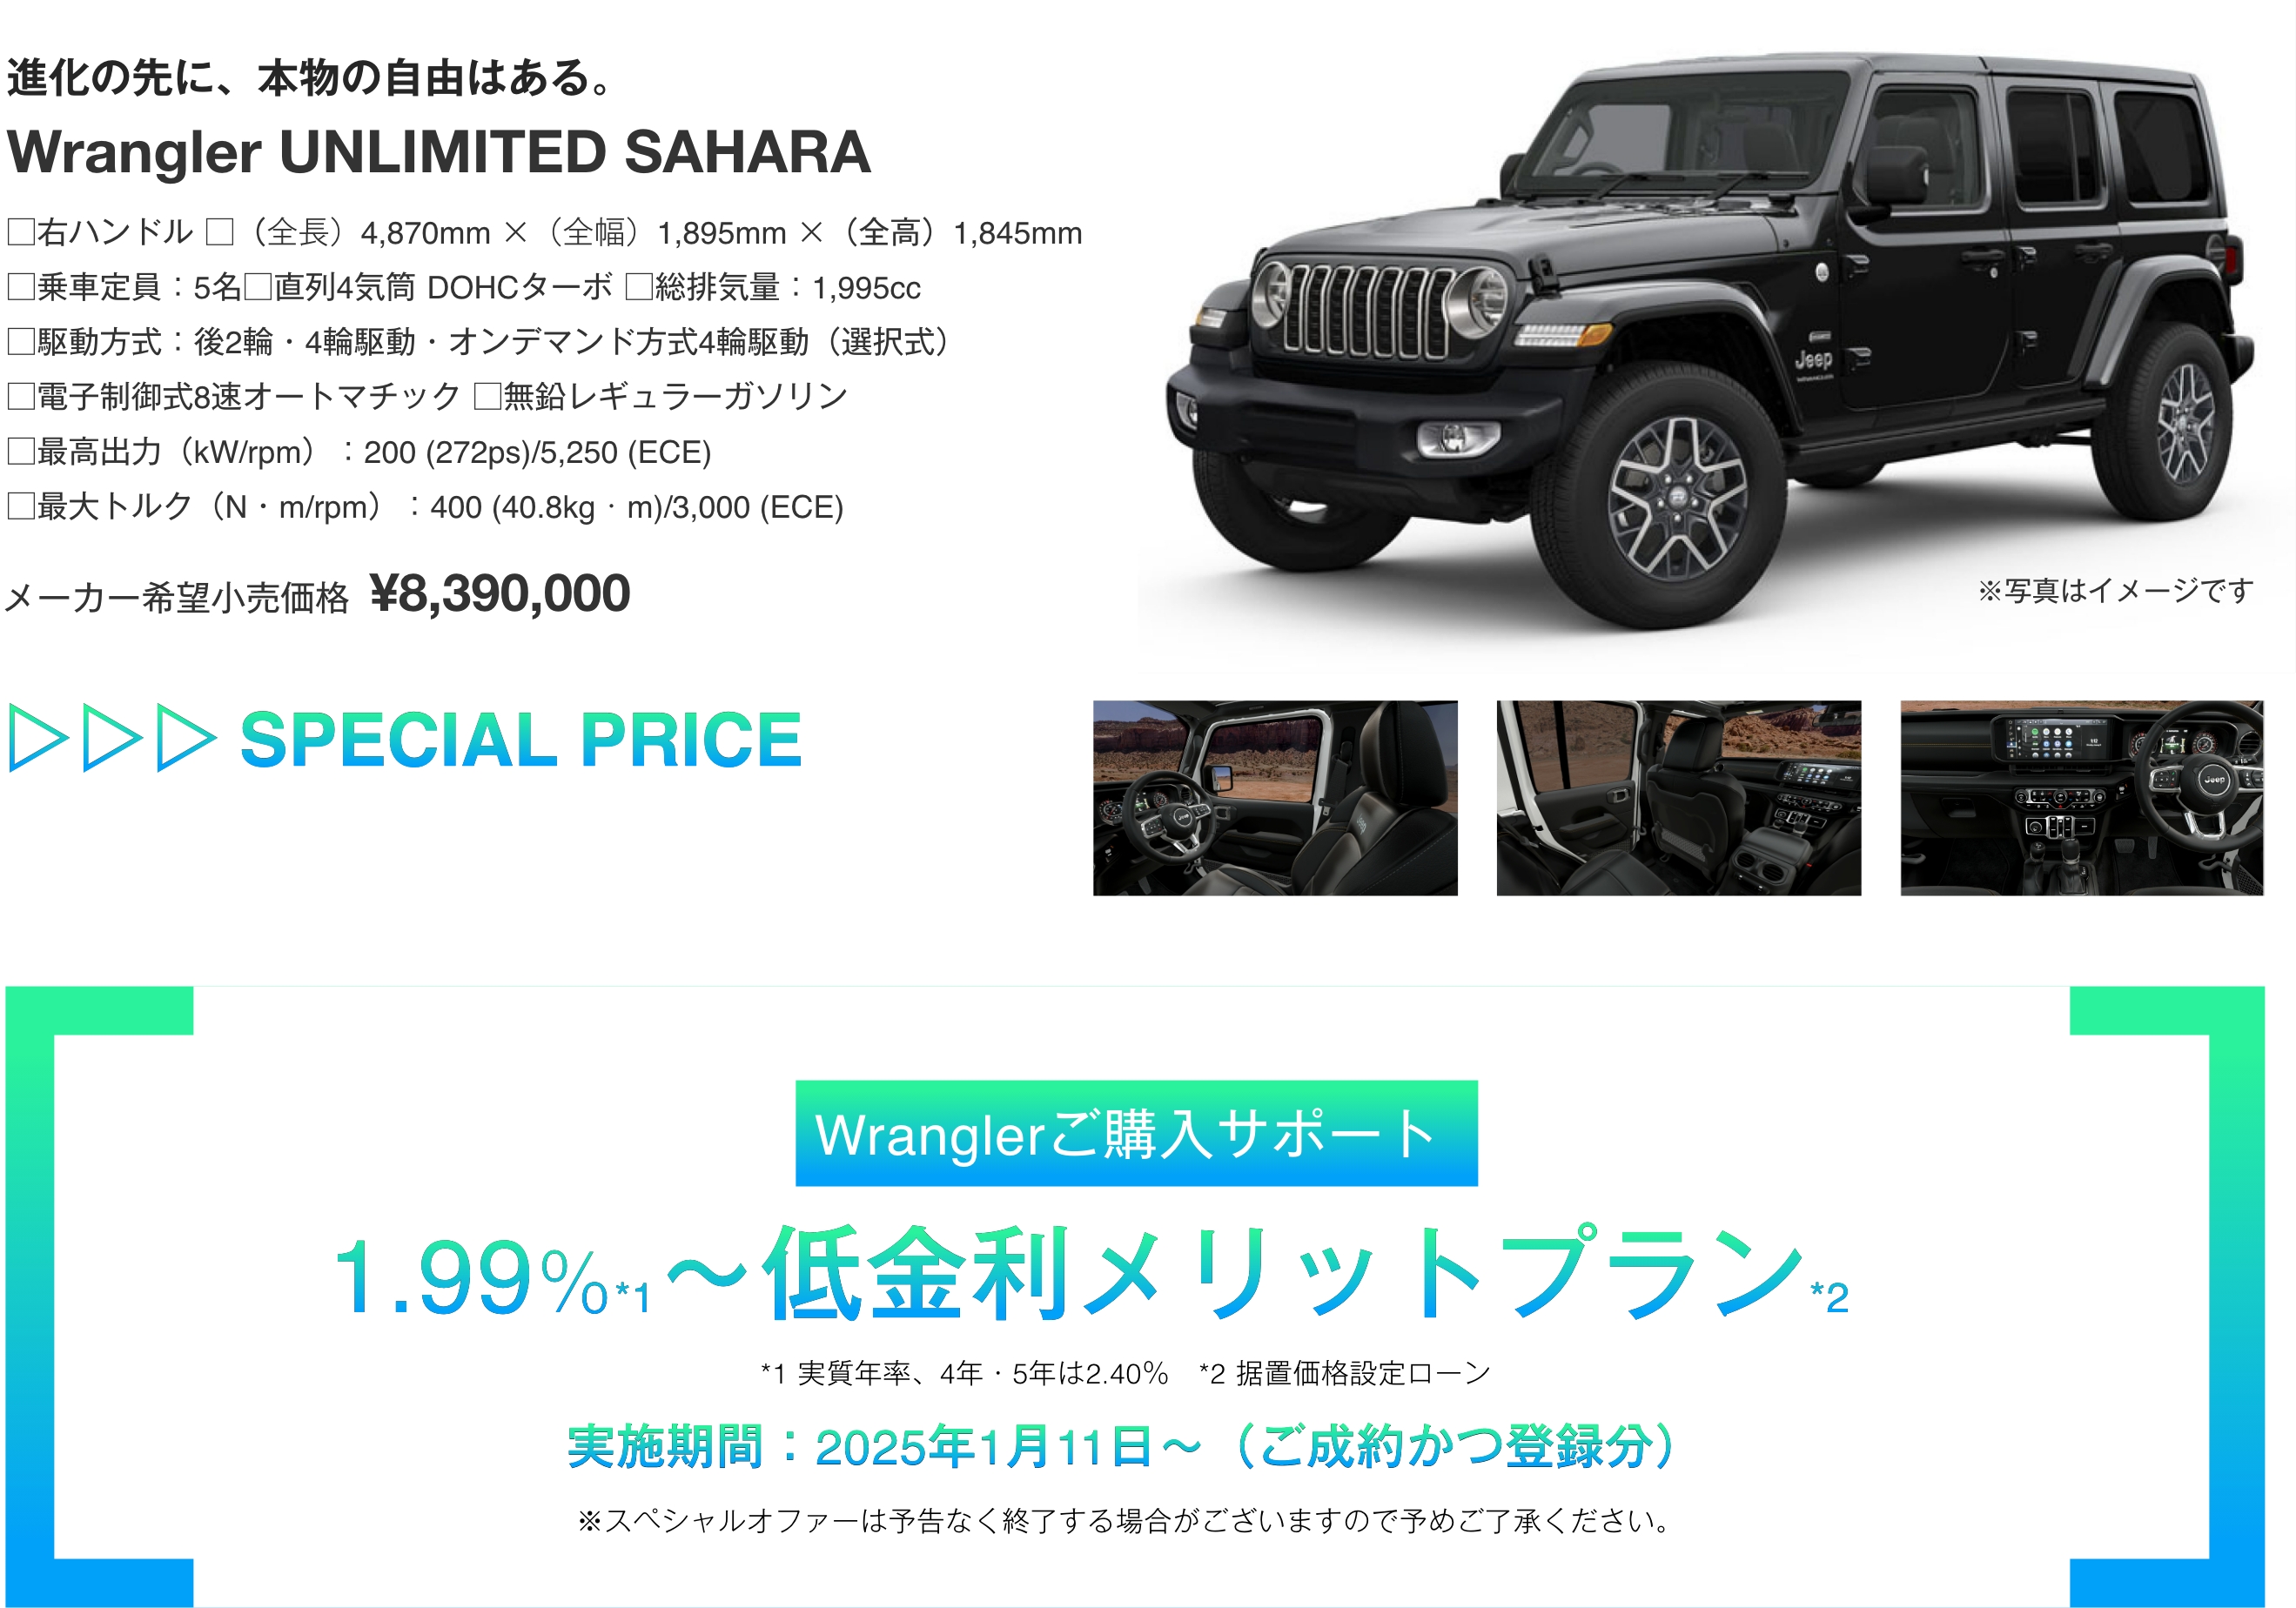 進化の先に、本物の自由はある。
Wrangler UNLIMITED SAHARA
□右ハンドル □（全長）4,870mm ×（全幅）1,895mm ×（全高）1,845mm
□乗車定員：5名□直列4気筒 DOHCターボ □総排気量：1,995cc
□駆動方式：後2輪・4輪駆動・オンデマンド方式4輪駆動（選択式）
□電子制御式8速オートマチック □無鉛レギュラーガソリン
□最高出力（kW/rpm）：200 (272ps)/5,250 (ECE)
□最大トルク（N・m/rpm）：400 (40.8kg・m)/3,000 (ECE)
メーカー希望小売価格 ¥8,390,000
Jeep
※写真はイメージです
▷▷▷ SPECIAL PRICE
Jeep
Wranglerご購入サポート
1.99%*1～低金利メリットプラン*2
*1 実質年率、4年・5年は2.40% *2 据置価格設定ローン
実施期間：2025年1月11日～（ご成約かつ登録分）
※スペシャルオファーは予告なく終了する場合がございますので予めご了承ください。